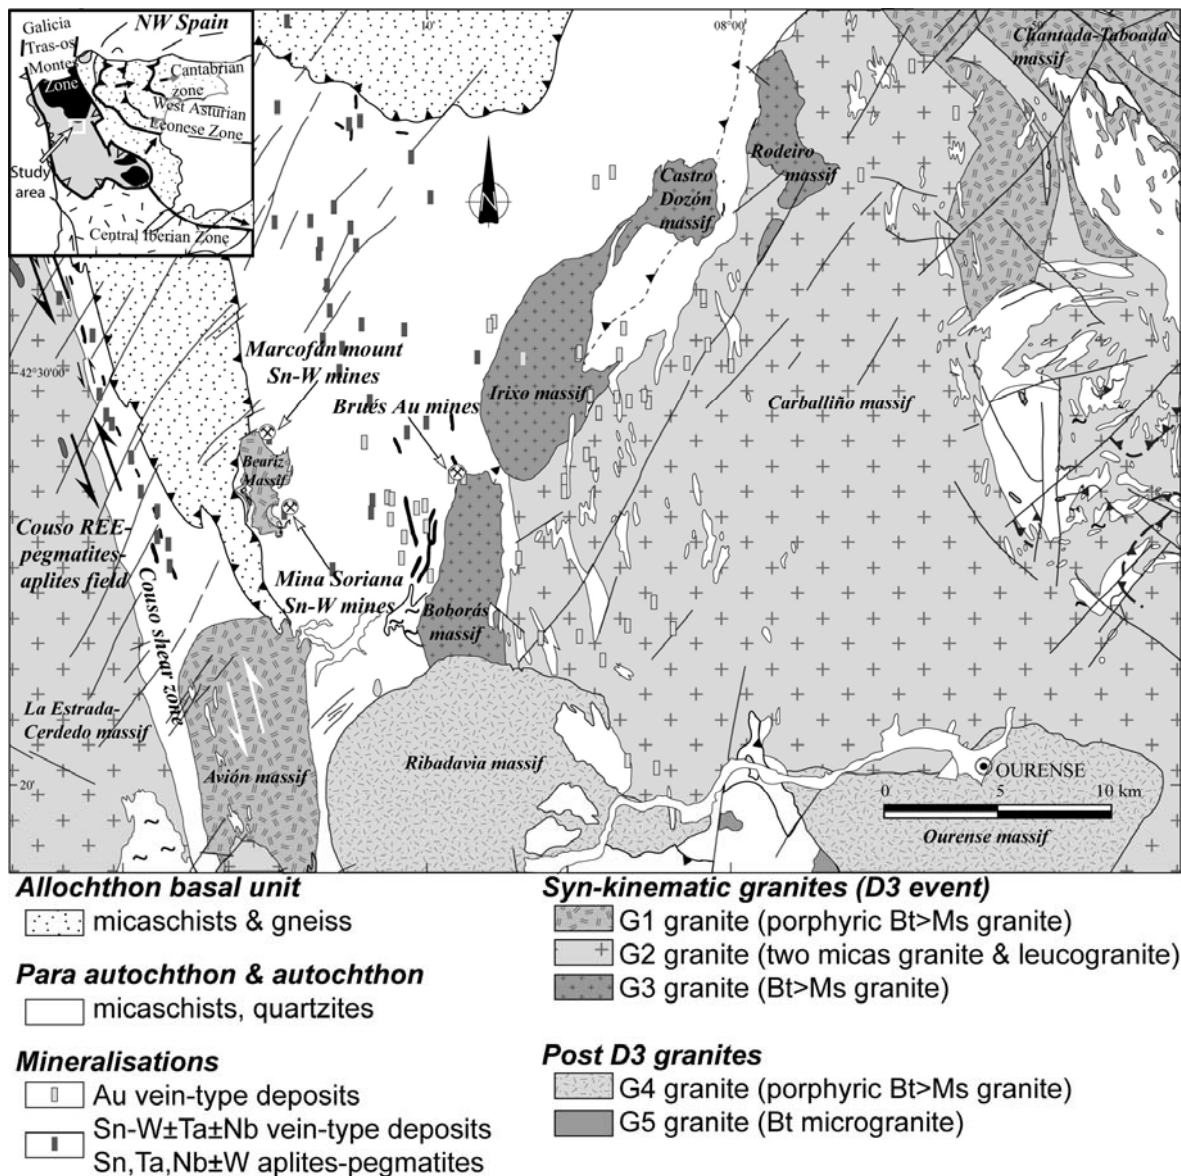 NW Spain
Galicia
Tras-os
Montes
Zone
Cantabrian
zone
West Asturian
Leonese Zone
Study
area
Central Iberian Zone
10'
08°00'
50'
Chantada-Taboada
massif
Rodeiro
massif
Castro
Dozón
massif
N
42°30'00"
Marcofán mount
Sn-W mines
Brués Au mines
Irixo massif
Carballiño massif
Beariz
Massif
Couso REE-
pegmatites-
aplites field
Mina Soriana
Sn-W mines
Couso shear zone
Boborás
massif
La Estrada-
Cerdedo massif
Avión massif
Ribadavia massif
20'
OURENSE
0 5 10 km
Ourense massif
Allochthon basal unit
micaschists & gneiss
Para autochthon & autochthon
micaschists, quartzites
Mineralisations
Au vein-type deposits
Sn-W±Ta±Nb vein-type deposits
Sn,Ta,Nb±W aplites-pegmatites
Syn-kinematic granites (D3 event)
G1 granite (porphyric Bt>Ms granite)
G2 granite (two micas granite & leucogranite)
G3 granite (Bt>Ms granite)
Post D3 granites
G4 granite (porphyric Bt>Ms granite)
G5 granite (Bt microgranite)